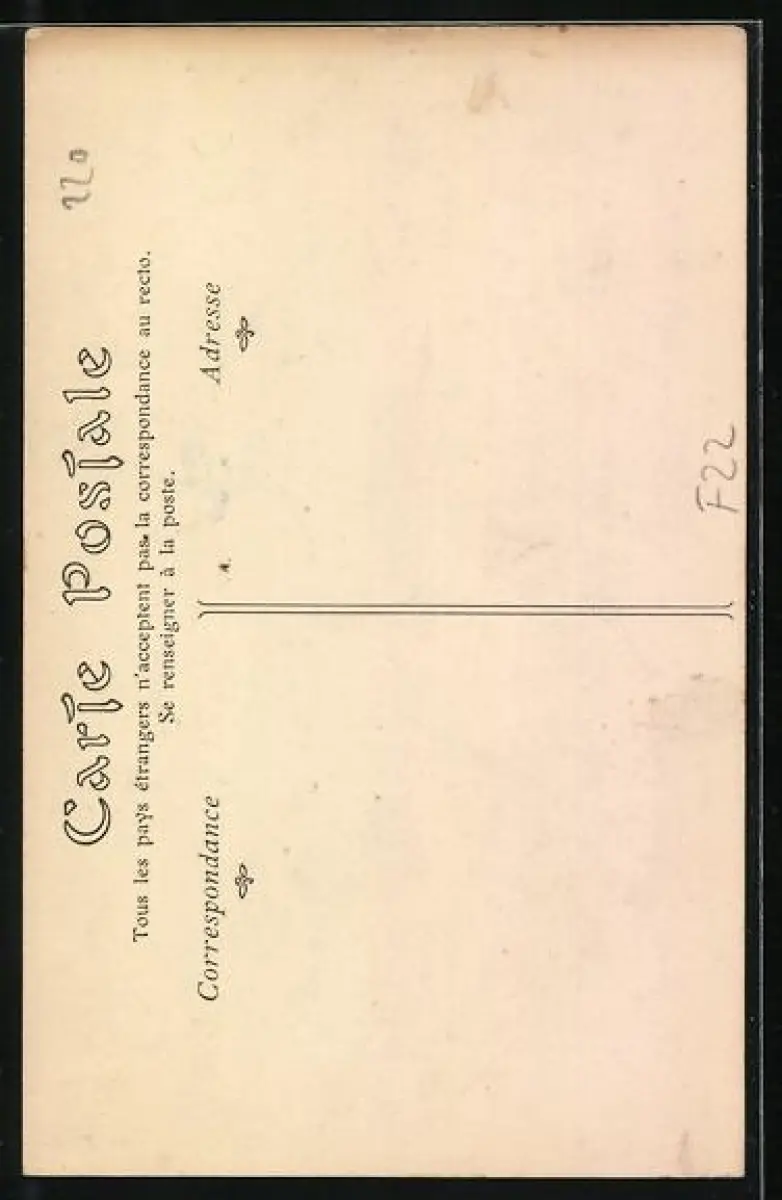 220
Carte Postale
Tous les pays étrangers n'acceptent pas la correspondance au recto.
Se renseigner à la poste.
Correspondance
Adresse
F22